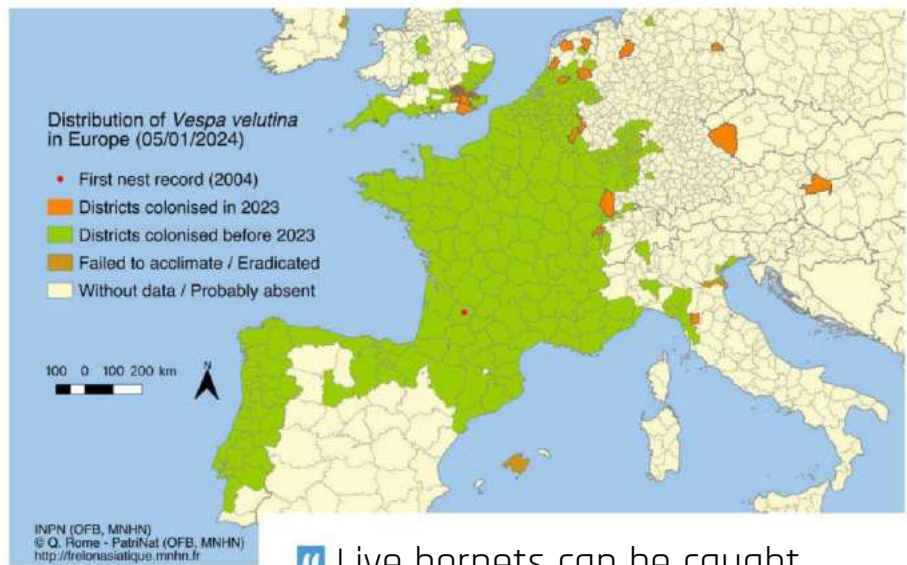 Distribution of Vespa velutina
in Europe (05/01/2024)
First nest record (2004)
Districts colonised in 2023
Districts colonised before 2023
Failed to acclimate / Eradicated
Without data / Probably absent
100 0 100 200 km
N
INPN (OFB, MNHN)
© Q. Rome - PatriNat (OFB, MNHN)
http://frelonasiatique.mnhn.fr
“ Live hornets can be caught